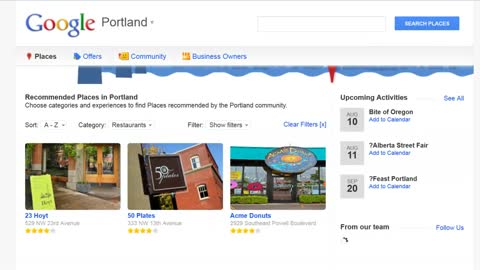 Google Portland
SEARCH PLACES
Places Offers Community Business Owners
Recommended Places in Portland
Choose categories and experiences to find Places recommended by the Portland community.
Sort: A - Z Category: Restaurants Filter: Show filters Clear Filters [x]
23 Hoyt
529 NW 23rd Avenue
50 Plates
333 NW 13th Avenue
Acme Donuts
2929 Southeast Powell Boulevard
Upcoming Activities See All
AUG
10
Bite of Oregon
Add to Calendar
AUG
11
?Alberta Street Fair
Add to Calendar
SEP
20
?Feast Portland
Add to Calendar
From our team Follow Us